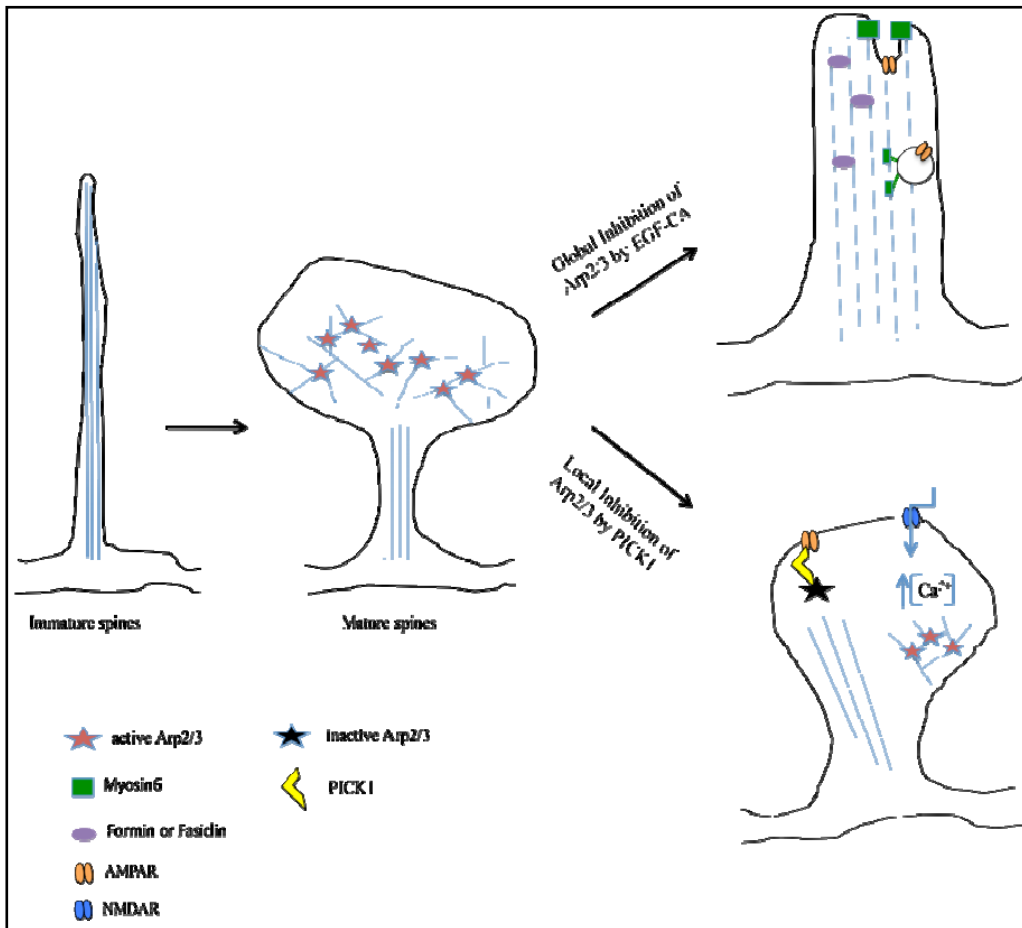 Global Inhibition of
Arp2/3 by EGF-CA
Local Inhibition of
Arp2/3 by PICK1
[Ca²⁺]
Immature spines
Mature spines
active Arp2/3
inactive Arp2/3
Myosin6
PICK1
Formin or Fasiclin
AMPAR
NMDAR